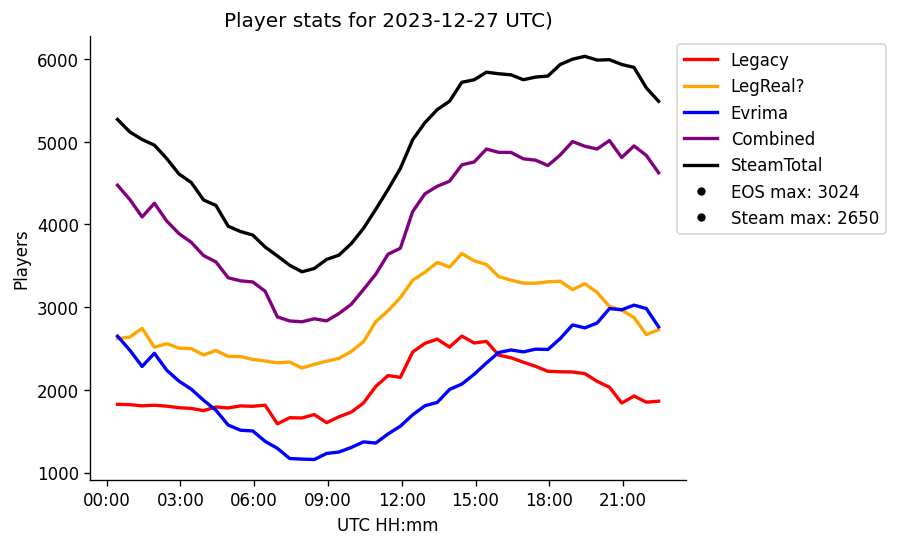 Player stats for 2023-12-27 UTC)
Legacy
LegReal?
Evrima
Combined
SteamTotal
EOS max: 3024
Steam max: 2650
Players
6000
5000
4000
3000
2000
1000
00:00 03:00 06:00 09:00 12:00 15:00 18:00 21:00
UTC HH:mm